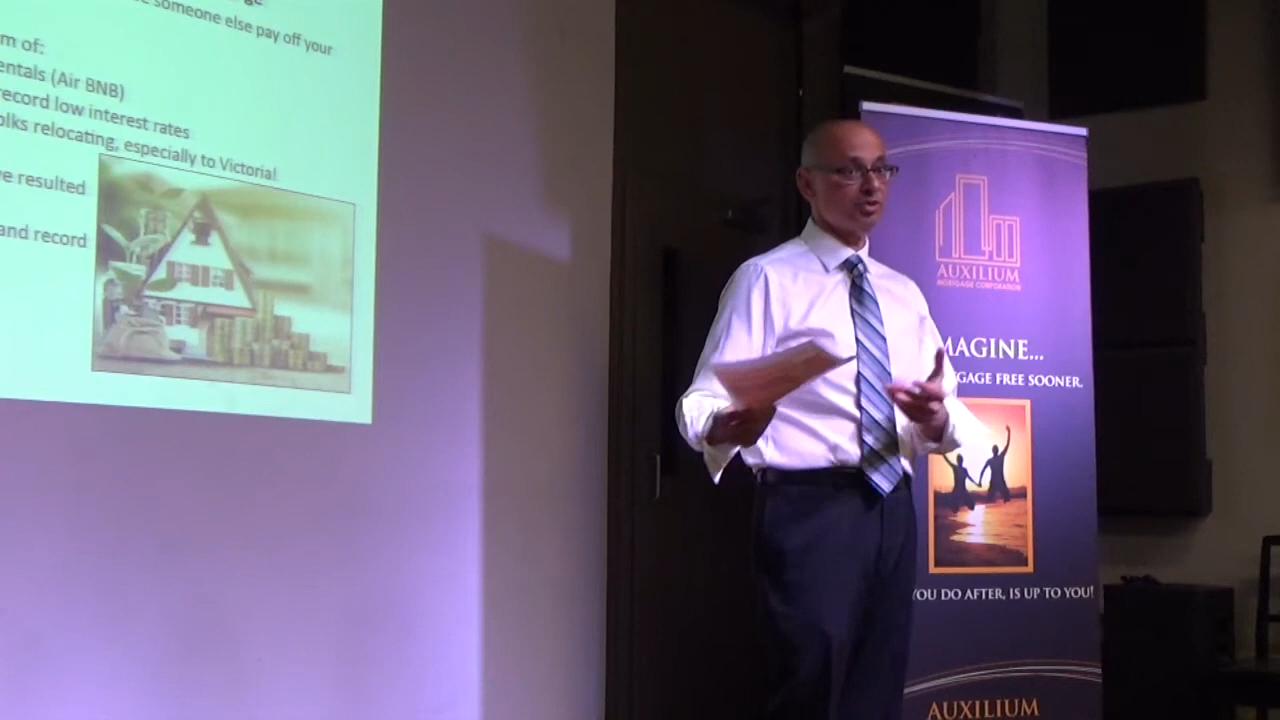 someone else pay off your
m of:
entals (Air BNB)
record low interest rates
olks relocating, especially to Victoria!
ve resulted
and record
AUXILIUM
MORTGAGE CORPORATION
MAGINE...
GAGE FREE SOONER.
YOU DO AFTER, IS UP TO YOU!
AUXILIUM